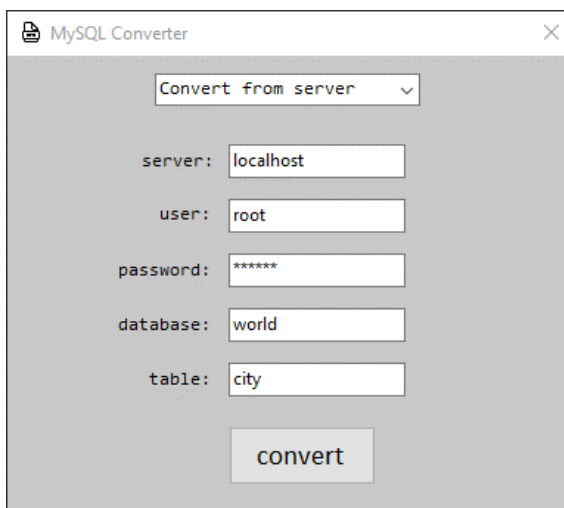 MySQL Converter
Convert from server
server: localhost
user: root
password: ******
database: world
table: city
convert